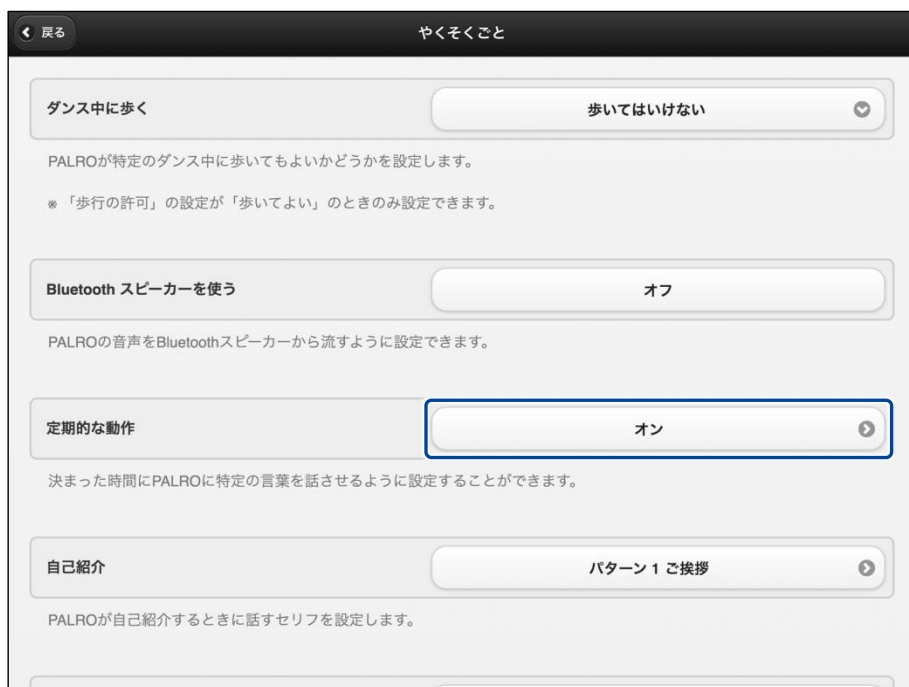 戻る
やくそくごと
ダンス中に歩く
歩いてはいけない
PALROが特定のダンス中に歩いてもよいかどうかを設定します。
※「歩行の許可」の設定が「歩いてよい」のときのみ設定できます。
Bluetooth スピーカーを使う
オフ
PALROの音声をBluetoothスピーカーから流すように設定できます。
定期的な動作
オン
決まった時間にPALROに特定の言葉を話させるように設定することができます。
自己紹介
パターン 1 ご挨拶
PALROが自己紹介するときに話すセリフを設定します。